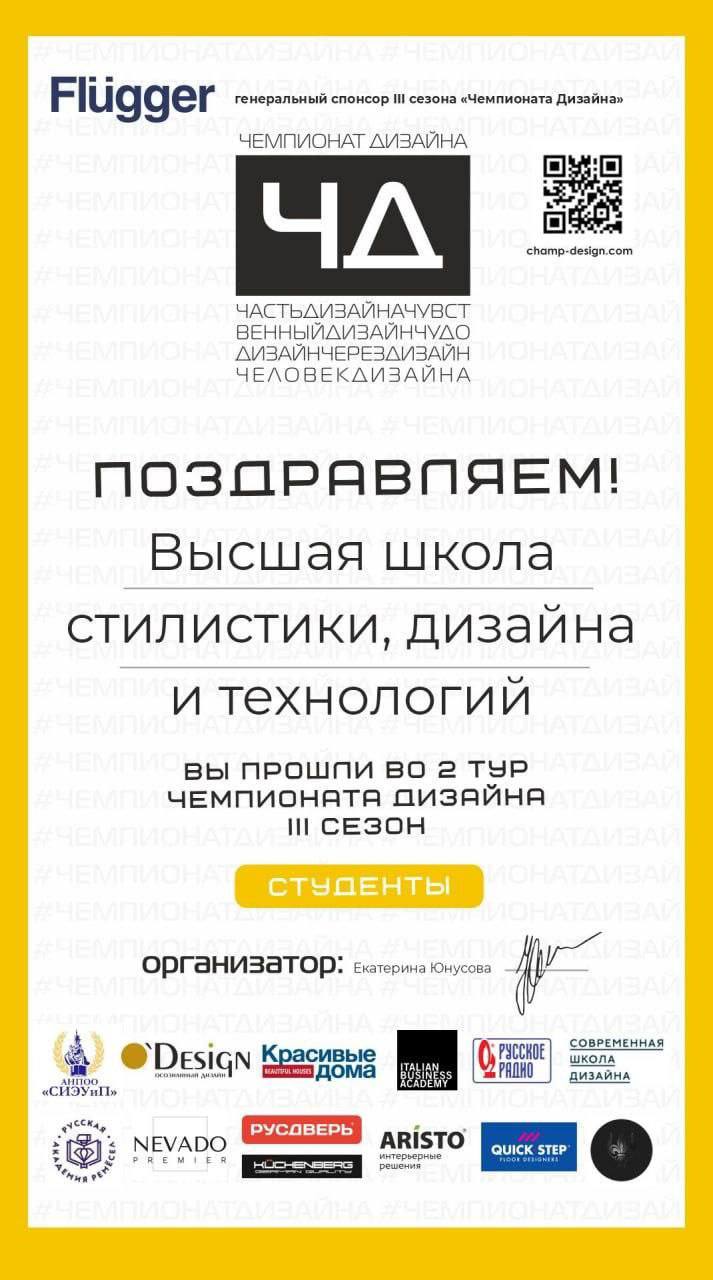 Flügger
генеральный спонсор III сезона «Чемпионата Дизайна»
ЧЕМПИОНАТ ДИЗАЙНА
ЧД
champ-design.com
ЧАСТЬДИЗАЙНАЧУВСТ
ВЕННЫЙДИЗАЙНЧУДО
ДИЗАЙНЧЕРЕЗДИЗАЙН
ЧЕЛОВЕКДИЗАЙНА
#ЧЕМПИОНАТДИЗАЙНА
ПОЗДРАВЛЯЕМ!
Высшая школа
стилистики, дизайна
и технологий
ВЫ ПРОШЛИ ВО 2 ТУР
ЧЕМПИОНАТА ДИЗАЙНА
III СЕЗОН
СТУДЕНТЫ
организатор: Екатерина Юнусова
АНПОО
«СИЭУиП»
O`DESIGN
ОСОЗНАННЫЙ ДИЗАЙН
Красивые
BEAUTIFUL HOUSES дома
ITALIAN
BUSINESS
ACADEMY
РУССКОЕ
РАДИО
СОВРЕМЕННАЯ
ШКОЛА
ДИЗАЙНА
РУССКАЯ
АКАДЕМИЯ РЕМЁСЕЛ
NEVADO
PREMIER
РУСДВЕРЬ
KÜCHENBERG
GERMAN QUALITY
ARISTO
интерьерные
решения
QUICK STEP
FLOOR DESIGNERS